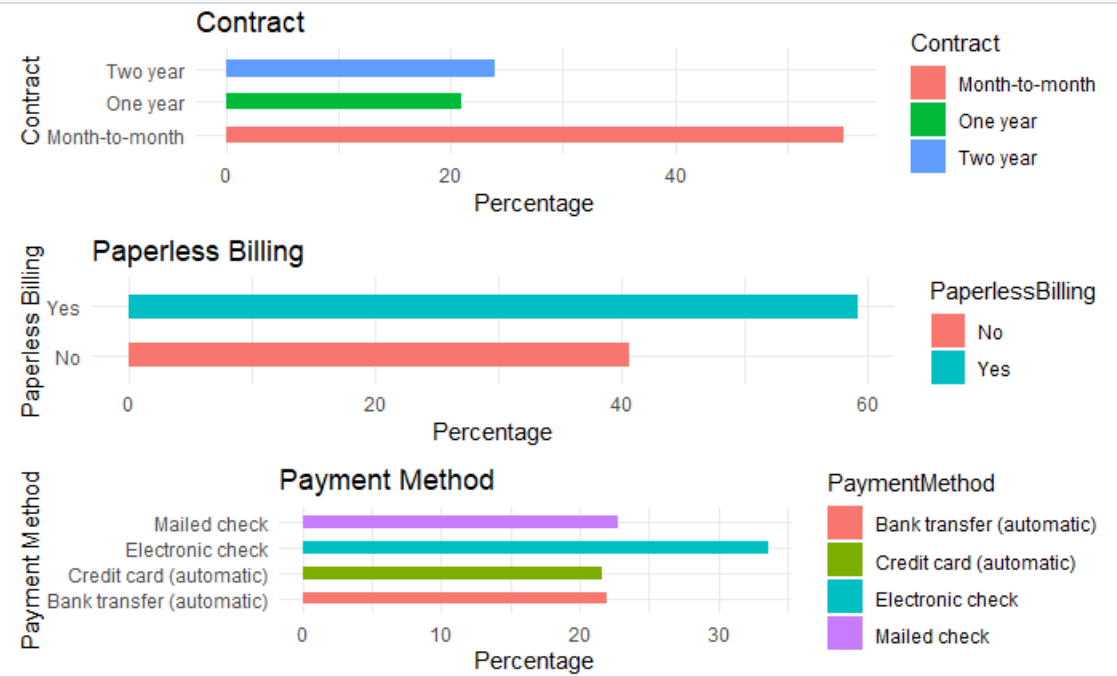 Contract
Contract
Two year
One year
Month-to-month
0 20 40
Percentage
Contract
Month-to-month
One year
Two year
Paperless Billing
Paperless Billing
Yes
No
0 20 40 60
Percentage
PaperlessBilling
No
Yes
Payment Method
Payment Method
Mailed check
Electronic check
Credit card (automatic)
Bank transfer (automatic)
0 10 20 30
Percentage
PaymentMethod
Bank transfer (automatic)
Credit card (automatic)
Electronic check
Mailed check